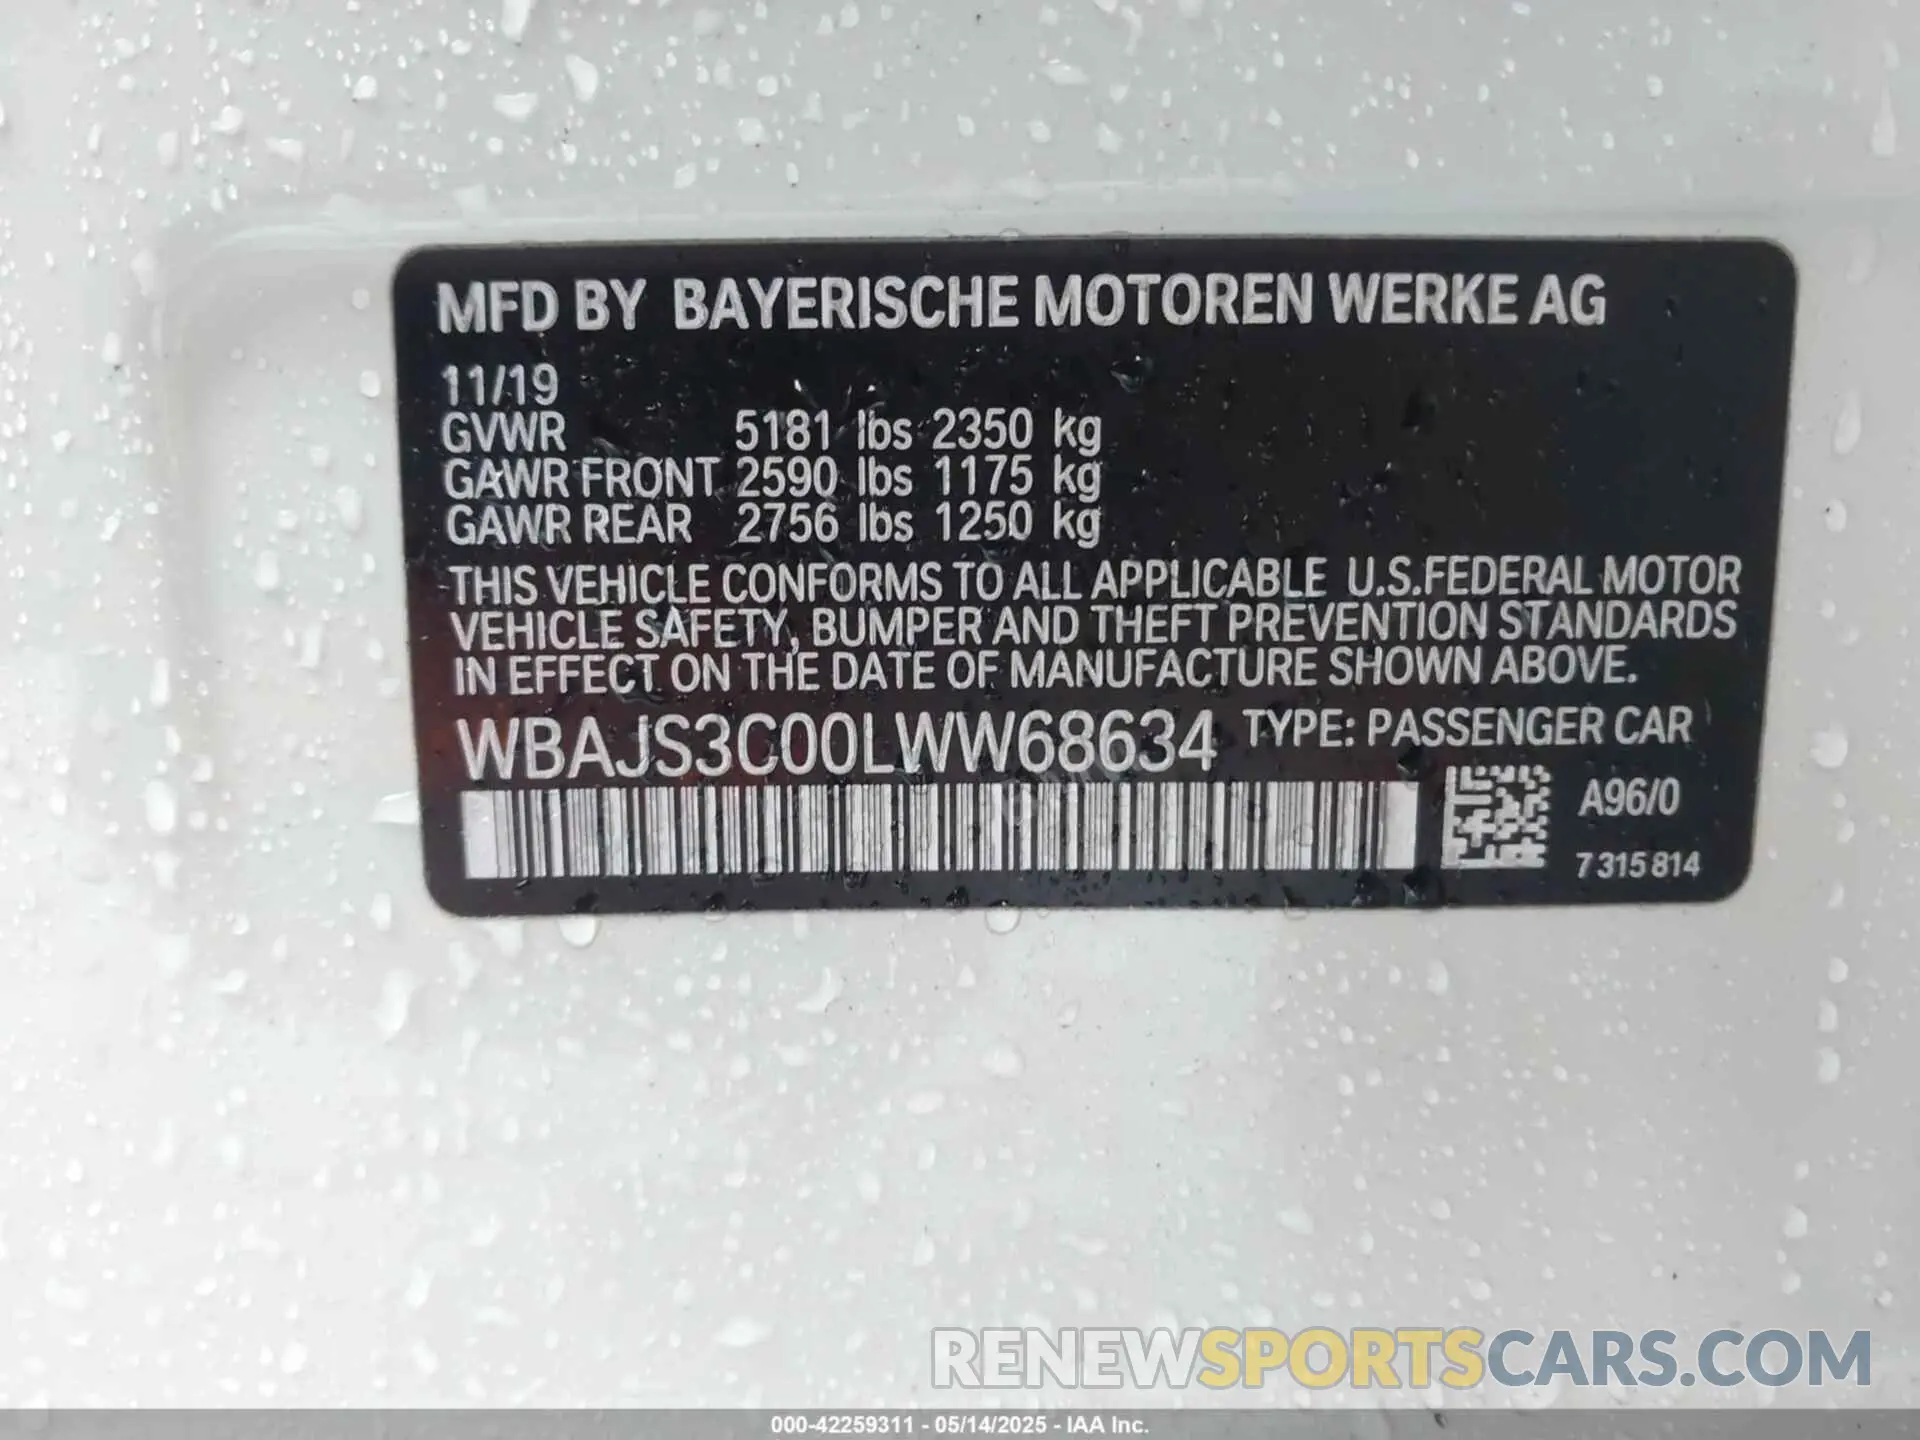 MFD BY BAYERISCHE MOTOREN WERKE AG
11/19
GVWR 5181 lbs 2350 kg
GAWR FRONT 2590 lbs 1175 kg
GAWR REAR 2756 lbs 1250 kg
THIS VEHICLE CONFORMS TO ALL APPLICABLE U.S.FEDERAL MOTOR
VEHICLE SAFETY, BUMPER AND THEFT PREVENTION STANDARDS
IN EFFECT ON THE DATE OF MANUFACTURE SHOWN ABOVE.
WBAJS3C00LWW68634 TYPE: PASSENGER CAR
A96/0
7 315 814
RENEWSPORTSCARS.COM
000-42259311 - 05/14/2025 - IAA Inc.